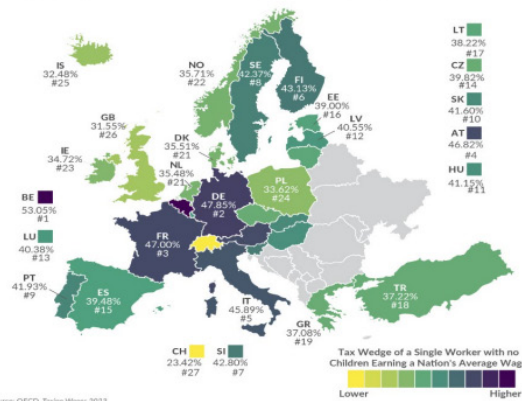 IS
32.48%
#25
NO
35.71%
#22
SE
42.37%
#8
FI
43.13%
#6
LT
38.22%
#17
CZ
39.82%
#14
SK
41.60%
#10
AT
46.82%
#4
HU
41.15%
#11
EE
39.00%
#16
LV
40.55%
#12
GB
31.55%
#26
IE
34.72%
#23
DK
35.51%
#21
NL
35.48%
#21
PL
33.62%
#24
BE
53.05%
#1
DE
47.85%
#2
LU
40.38%
#13
FR
47.00%
#3
PT
41.93%
#9
ES
39.48%
#15
IT
45.89%
#5
TR
37.22%
#18
GR
37.08%
#19
CH
23.42%
#27
SI
42.80%
#7
Tax Wedge of a Single Worker with no
Children Earning a Nation's Average Wag
Lower Higher